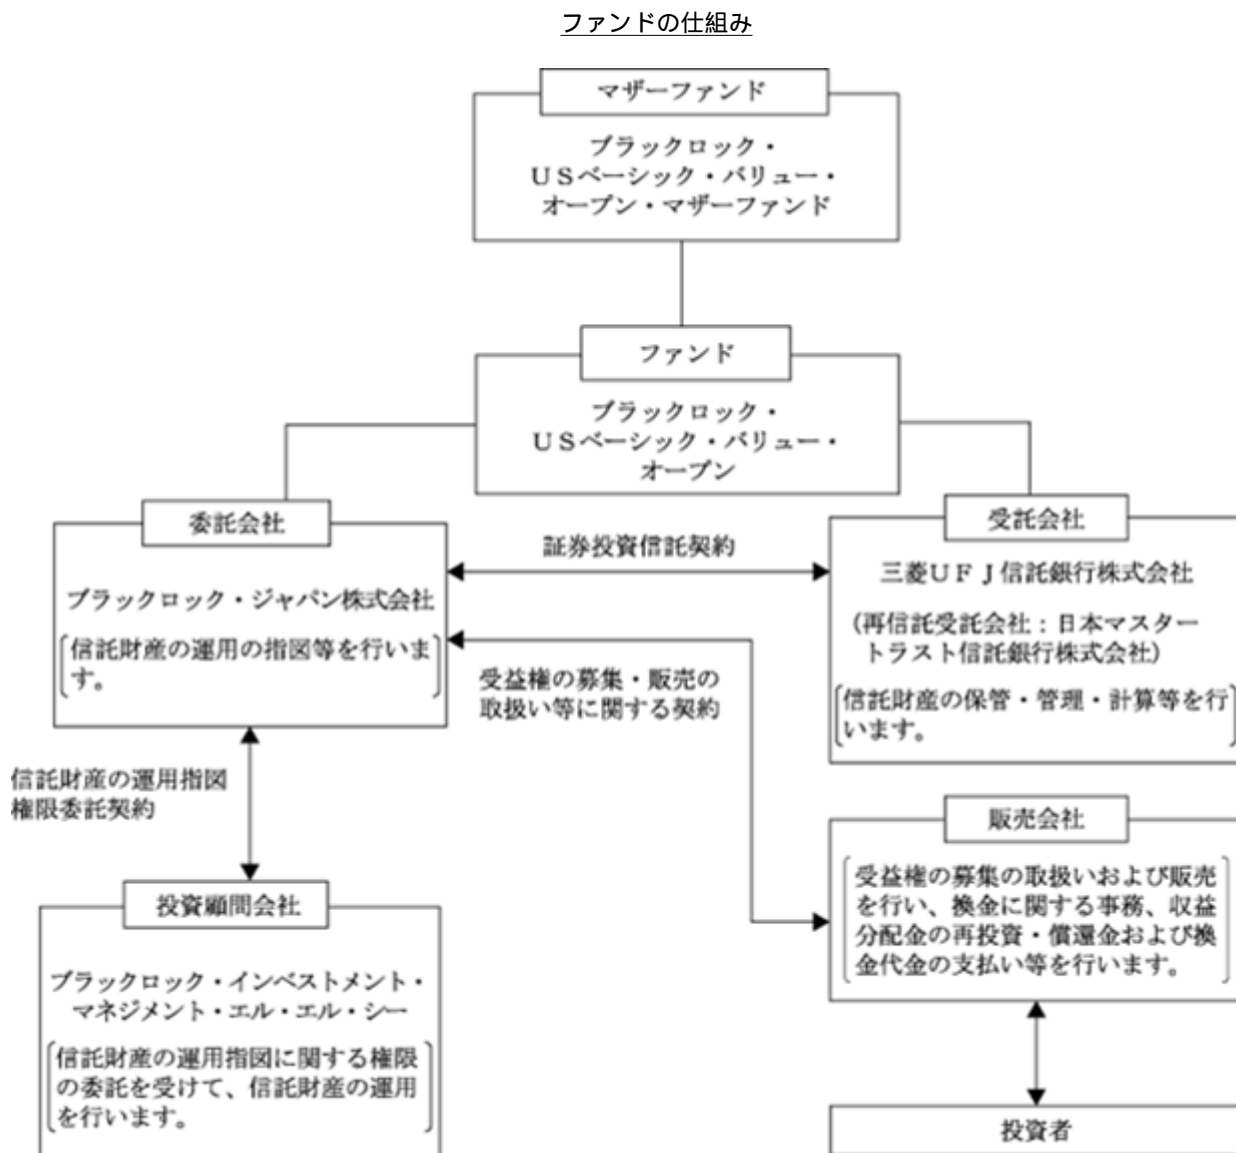 ファンドの仕組み
マザーファンド
ブラックロック・
ＵＳベーシック・バリュー・
オープン・マザーファンド
ファンド
ブラックロック・
ＵＳベーシック・バリュー・
オープン
委託会社
ブラックロック・ジャパン株式会社
信託財産の運用の指図等を行いま
す。
証券投資信託契約
受益権の募集・販売の
取扱い等に関する契約
受託会社
三菱ＵＦＪ信託銀行株式会社
（再信託受託会社：日本マスター
トラスト信託銀行株式会社）
信託財産の保管・管理・計算等を行
います。
信託財産の運用指図
権限委託契約
販売会社
受益権の募集の取扱いおよび販売
を行い、換金に関する事務、収益
分配金の再投資・償還金および換
金代金の支払い等を行います。
投資顧問会社
ブラックロック・インベストメント・
マネジメント・エル・エル・シー
信託財産の運用指図に関する権限
の委託を受けて、信託財産の運用
を行います。
投資者